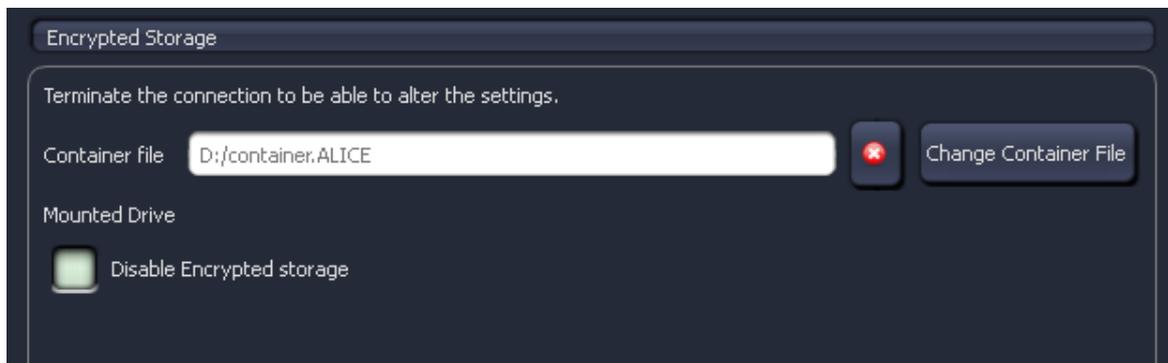 Encrypted Storage
Terminate the connection to be able to alter the settings.
Container file D:/container.ALICE Change Container File
Mounted Drive
Disable Encrypted storage